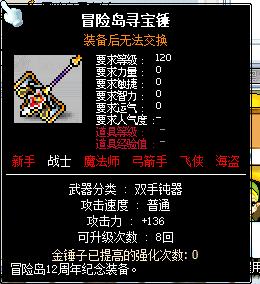 冒险岛寻宝锤
装备后无法交换
要求等级： 120
要求力量： 0
要求敏捷： 0
要求智力： 0
要求运气： 0
要求人气度： -
道具等级： -
道具经验值： -
新手 战士 魔法师 弓箭手 飞侠 海盗
武器分类 : 双手钝器
攻击速度 : 普通
攻击力 : +136
可升级次数 : 8回
金锤子已提高的强化次数: 0
冒险岛12周年纪念装备。